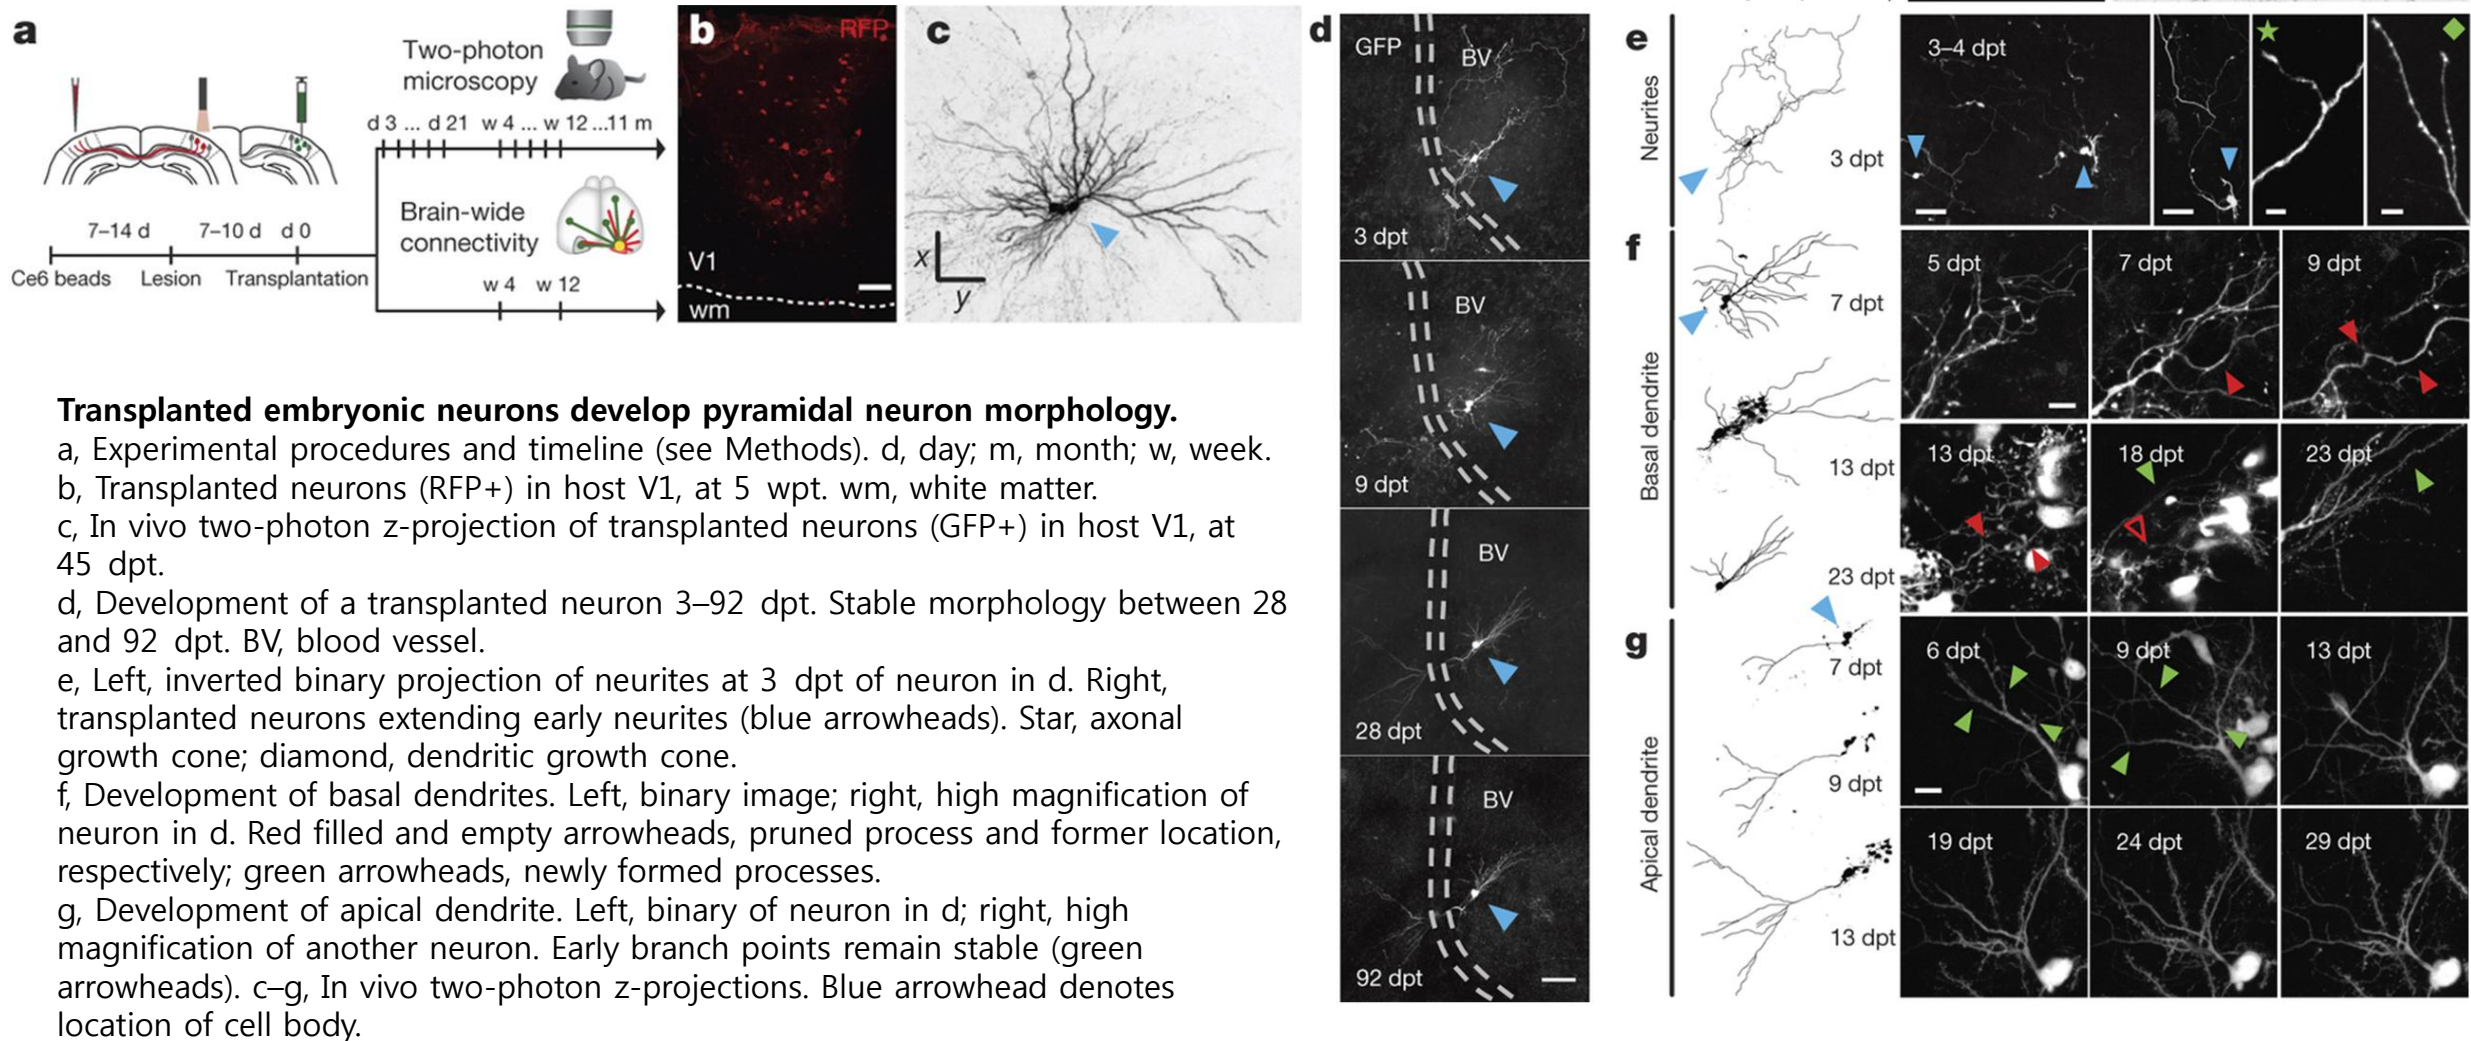 a
Two-photon
microscopy
d 3 ... d 21 w 4 ... w 12 ...11 m
Brain-wide
connectivity
w 4 w 12
7–14 d 7–10 d d 0
Ce6 beads Lesion Transplantation
b
RFP
V1
wm
c
x
y
Transplanted embryonic neurons develop pyramidal neuron morphology.
a, Experimental procedures and timeline (see Methods). d, day; m, month; w, week.
b, Transplanted neurons (RFP+) in host V1, at 5 wpt. wm, white matter.
c, In vivo two-photon z-projection of transplanted neurons (GFP+) in host V1, at
45 dpt.
d, Development of a transplanted neuron 3–92 dpt. Stable morphology between 28
and 92 dpt. BV, blood vessel.
e, Left, inverted binary projection of neurites at 3 dpt of neuron in d. Right,
transplanted neurons extending early neurites (blue arrowheads). Star, axonal
growth cone; diamond, dendritic growth cone.
f, Development of basal dendrites. Left, binary image; right, high magnification of
neuron in d. Red filled and empty arrowheads, pruned process and former location,
respectively; green arrowheads, newly formed processes.
g, Development of apical dendrite. Left, binary of neuron in d; right, high
magnification of another neuron. Early branch points remain stable (green
arrowheads). c–g, In vivo two-photon z-projections. Blue arrowhead denotes
location of cell body.
d
GFP
BV
3 dpt
BV
9 dpt
BV
28 dpt
BV
92 dpt
e
Neurites
3 dpt
3–4 dpt
f
Basal dendrite
7 dpt
13 dpt
23 dpt
5 dpt 7 dpt 9 dpt
13 dpt 18 dpt 23 dpt
g
Apical dendrite
7 dpt
9 dpt
13 dpt
6 dpt 9 dpt 13 dpt
19 dpt 24 dpt 29 dpt